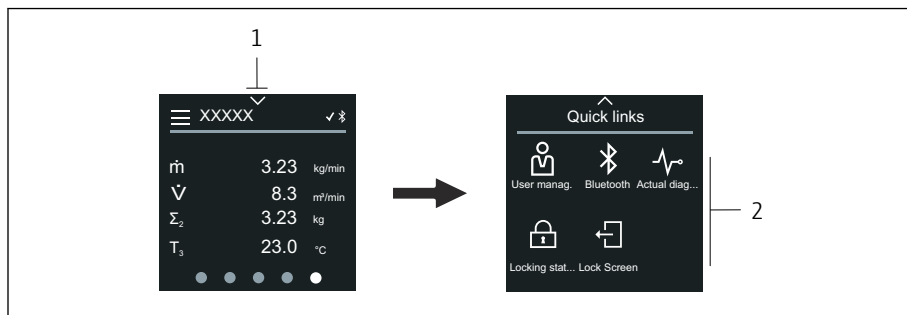 1
XXXXX
ṁ 3.23 kg/min
V̇ 8.3 m³/min
Σ₂ 3.23 kg
T₃ 23.0 °C
Quick links
User manag. Bluetooth Actual diag...
Locking stat... Lock Screen
2